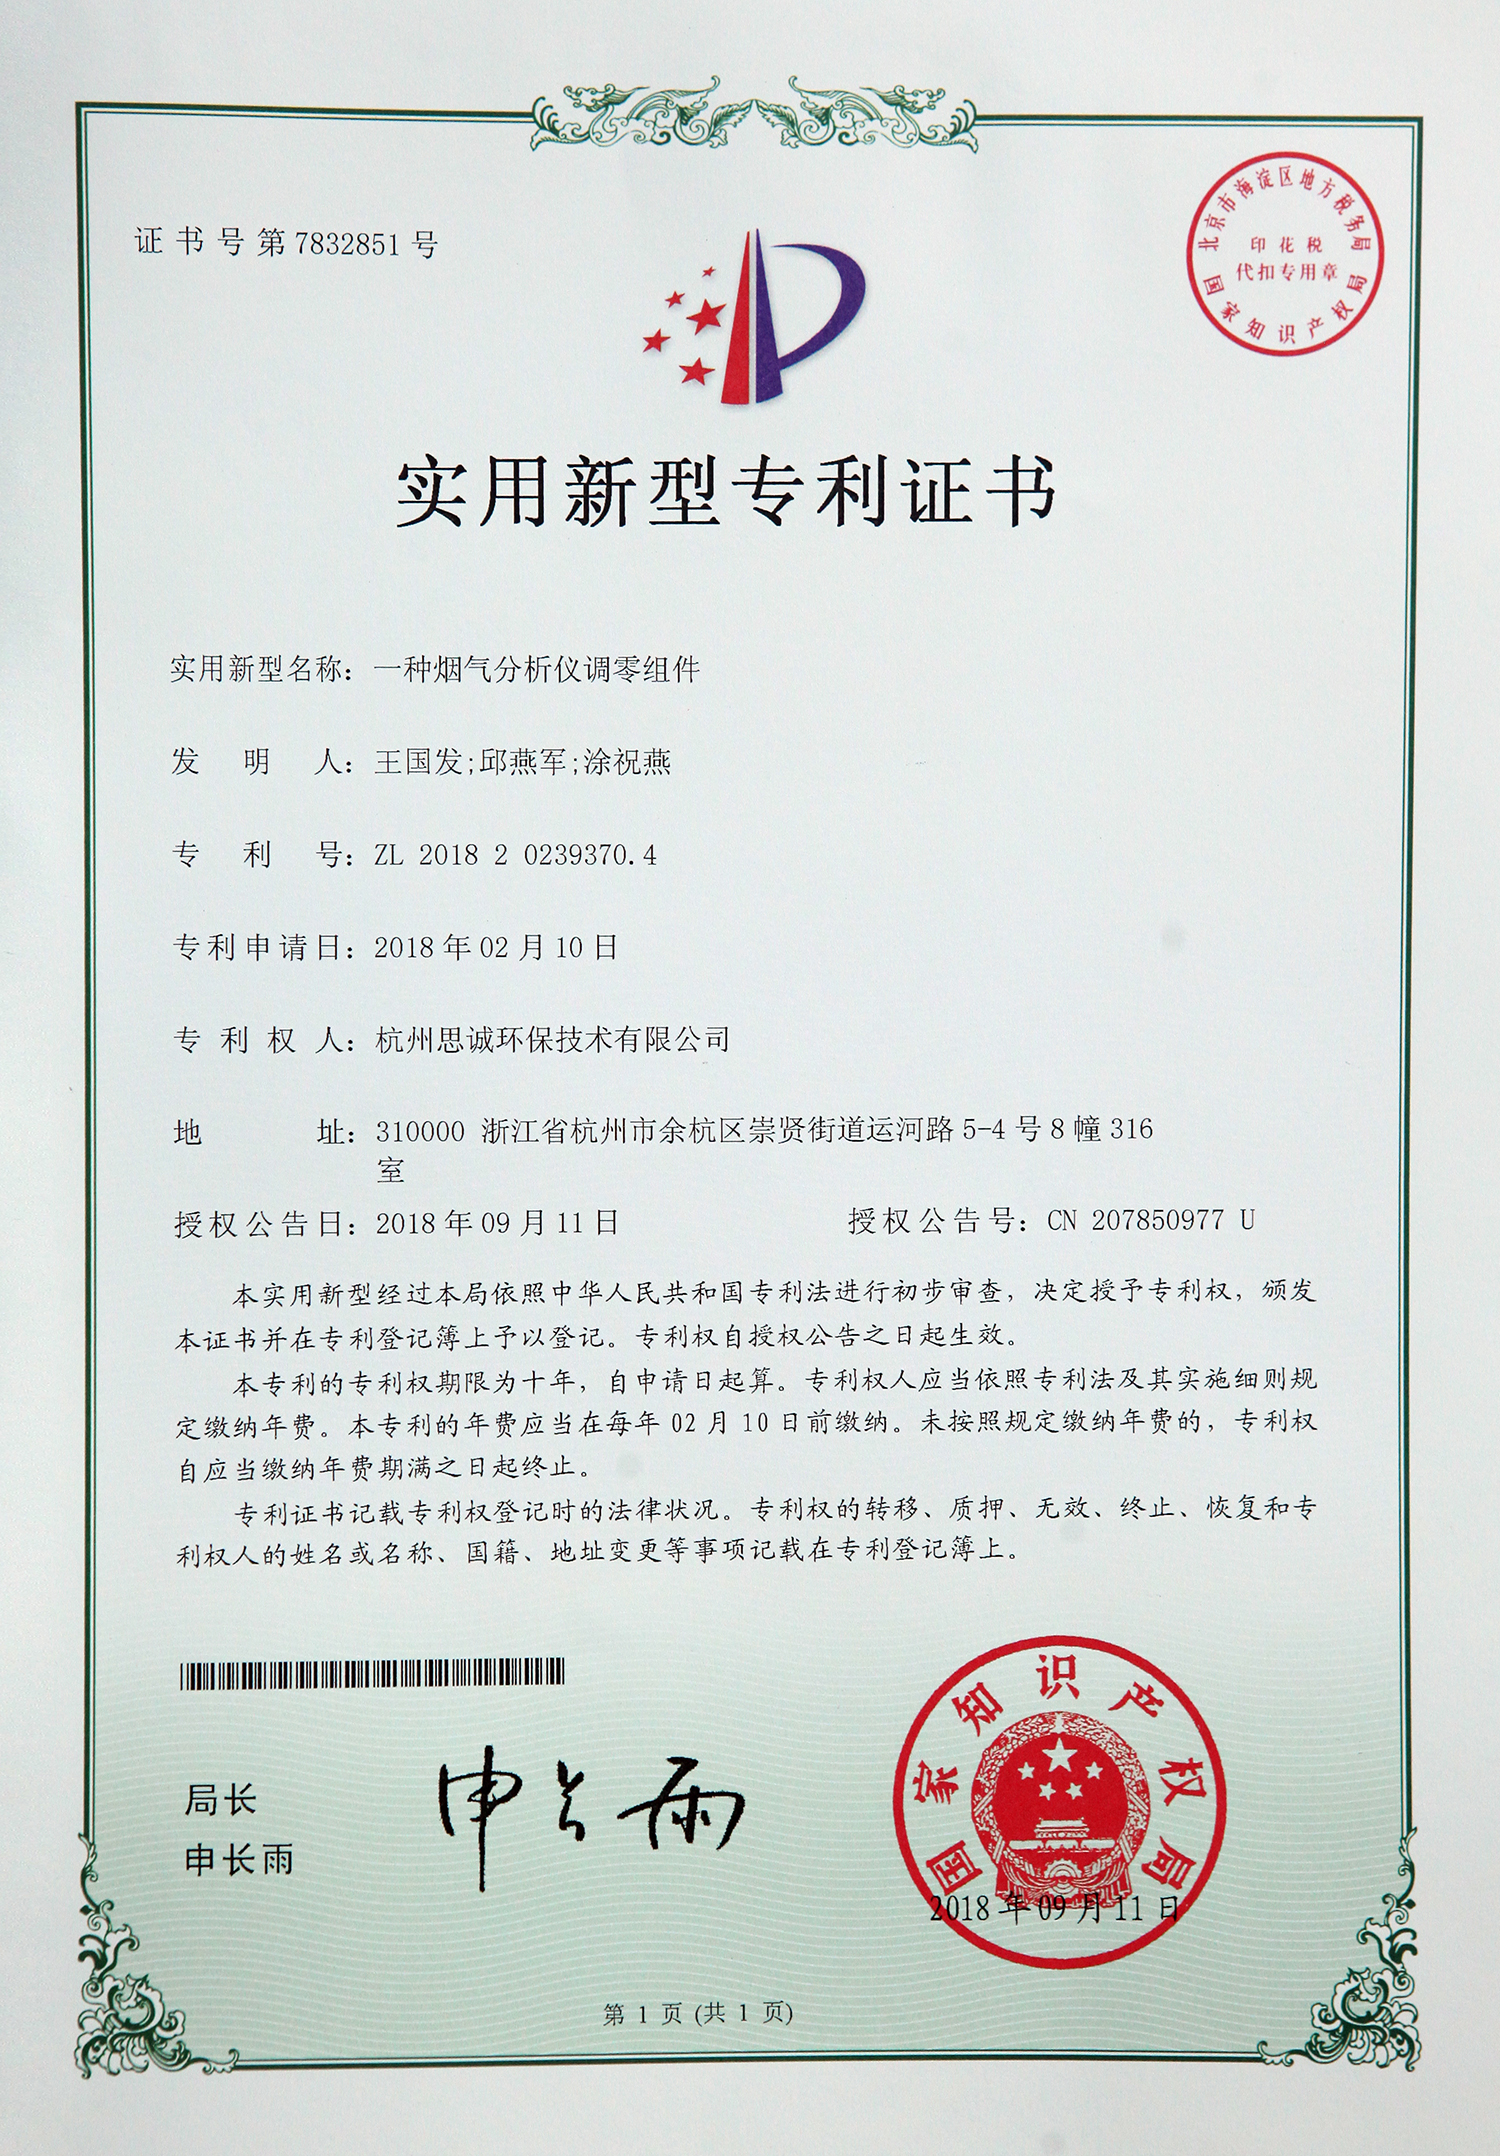 证书号第7832851号
北京市海淀区地方税务局
印花税
代扣专用章
国家知识产权局
实用新型专利证书
实用新型名称：一种烟气分析仪调零组件
发明人：王国发;邱燕军;涂祝燕
专利号：ZL 2018 2 0239370.4
专利申请日：2018年02月10日
专利权人：杭州思诚环保技术有限公司
地址：310000 浙江省杭州市余杭区崇贤街道运河路5-4号8幢316
室
授权公告日：2018年09月11日 授权公告号：CN 207850977 U
本实用新型经过本局依照中华人民共和国专利法进行初步审查，决定授予专利权，颁发
本证书并在专利登记簿上予以登记。专利权自授权公告之日起生效。
本专利的专利权期限为十年，自申请日起算。专利权人应当依照专利法及其实施细则规
定缴纳年费。本专利的年费应当在每年02月10日前缴纳。未按照规定缴纳年费的，专利权
自应当缴纳年费期满之日起终止。
专利证书记载专利权登记时的法律状况。专利权的转移、质押、无效、终止、恢复和专
利权人的姓名或名称、国籍、地址变更等事项记载在专利登记簿上。
局长
申长雨
申长雨
国家知识产权局
2018年09月11日
第 1 页 (共 1 页)